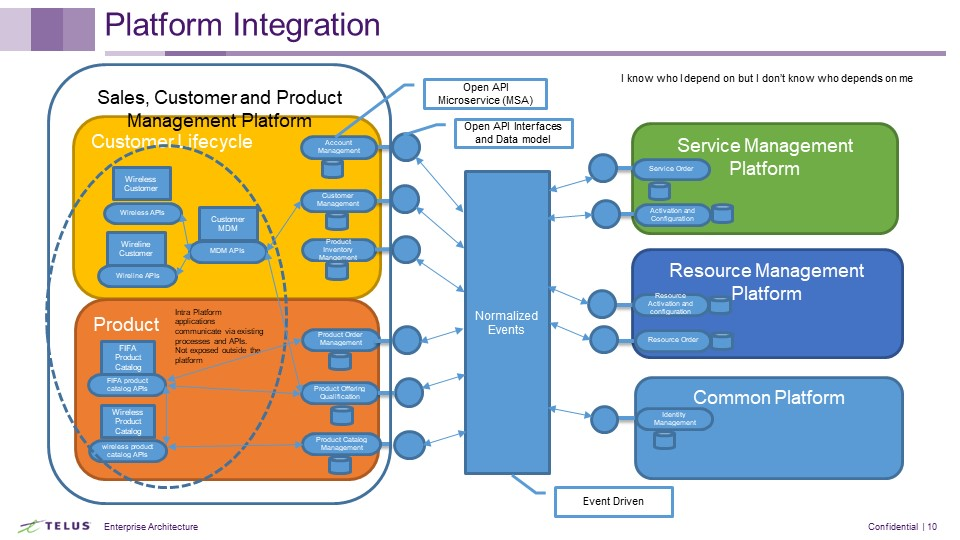 Platform Integration
I know who I depend on but I don't know who depends on me
Open API
Microservice (MSA)
Open API Interfaces
and Data model
Sales, Customer and Product
Management Platform
Customer Lifecycle
Wireless
Customer
Wireless APIs
Wireline
Customer
Wireline APIs
Customer
MDM
MDM APIs
Account
Management
Customer
Management
Product
Inventory
Management
Product
Intra Platform
applications
communicate via existing
processes and APIs.
Not exposed outside the
platform
FIFA
Product
Catalog
FIFA product
catalog APIs
Wireless
Product
Catalog
wireless product
catalog APIs
Product Order
Management
Product Offering
Qualification
Product Catalog
Management
Normalized
Events
Event Driven
Service Management
Platform
Service Order
Activation and
Configuration
Resource Management
Platform
Resource
Activation and
configuration
Resource Order
Common Platform
Identity
Management
TELUS
Enterprise Architecture
Confidential | 10